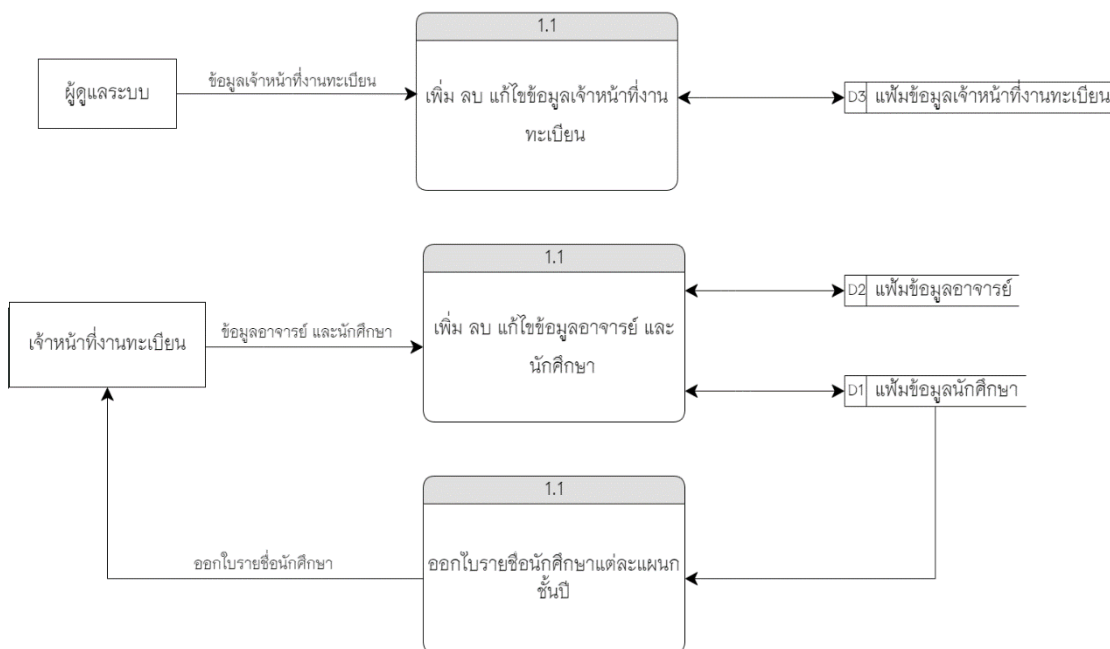 1.1
ผู้ดูแลระบบ
ข้อมูลเจ้าหน้าที่งานทะเบียน
เพิ่ม ลบ แก้ไขข้อมูลเจ้าหน้าที่งาน
ทะเบียน
D3 แฟ้มข้อมูลเจ้าหน้าที่งานทะเบียน
1.1
เจ้าหน้าที่งานทะเบียน
ข้อมูลอาจารย์ และนักศึกษา
เพิ่ม ลบ แก้ไขข้อมูลอาจารย์ และ
นักศึกษา
D2 แฟ้มข้อมูลอาจารย์
D1 แฟ้มข้อมูลนักศึกษา
1.1
ออกใบรายชื่อนักศึกษา
ออกใบรายชื่อนักศึกษาแต่ละแผนก
ชั้นปี